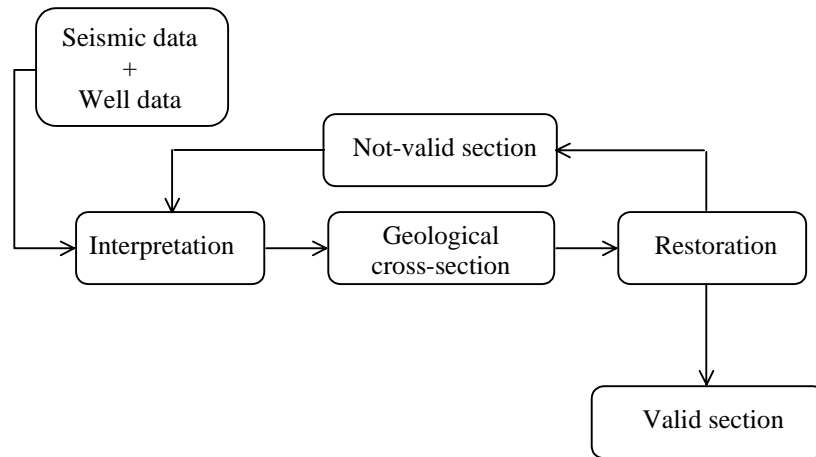 Seismic data
+
Well data
Not-valid section
Interpretation
Geological
cross-section
Restoration
Valid section